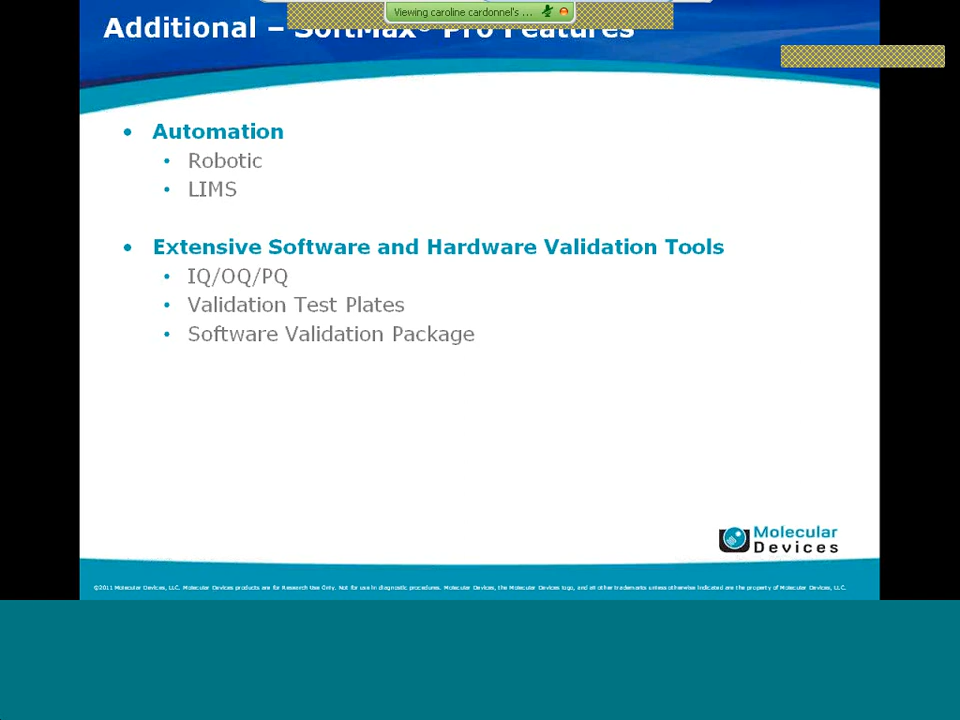 Viewing caroline cardonnel's ...
Additional – SoftMax® Pro Features
• Automation
• Robotic
• LIMS
• Extensive Software and Hardware Validation Tools
• IQ/OQ/PQ
• Validation Test Plates
• Software Validation Package
Molecular
Devices
©2011 Molecular Devices, LLC. Molecular Devices products are for Research Use Only. Not for use in diagnostic procedures. Molecular Devices, the Molecular Devices logo, and all other trademarks unless otherwise indicated are the property of Molecular Devices, LLC.